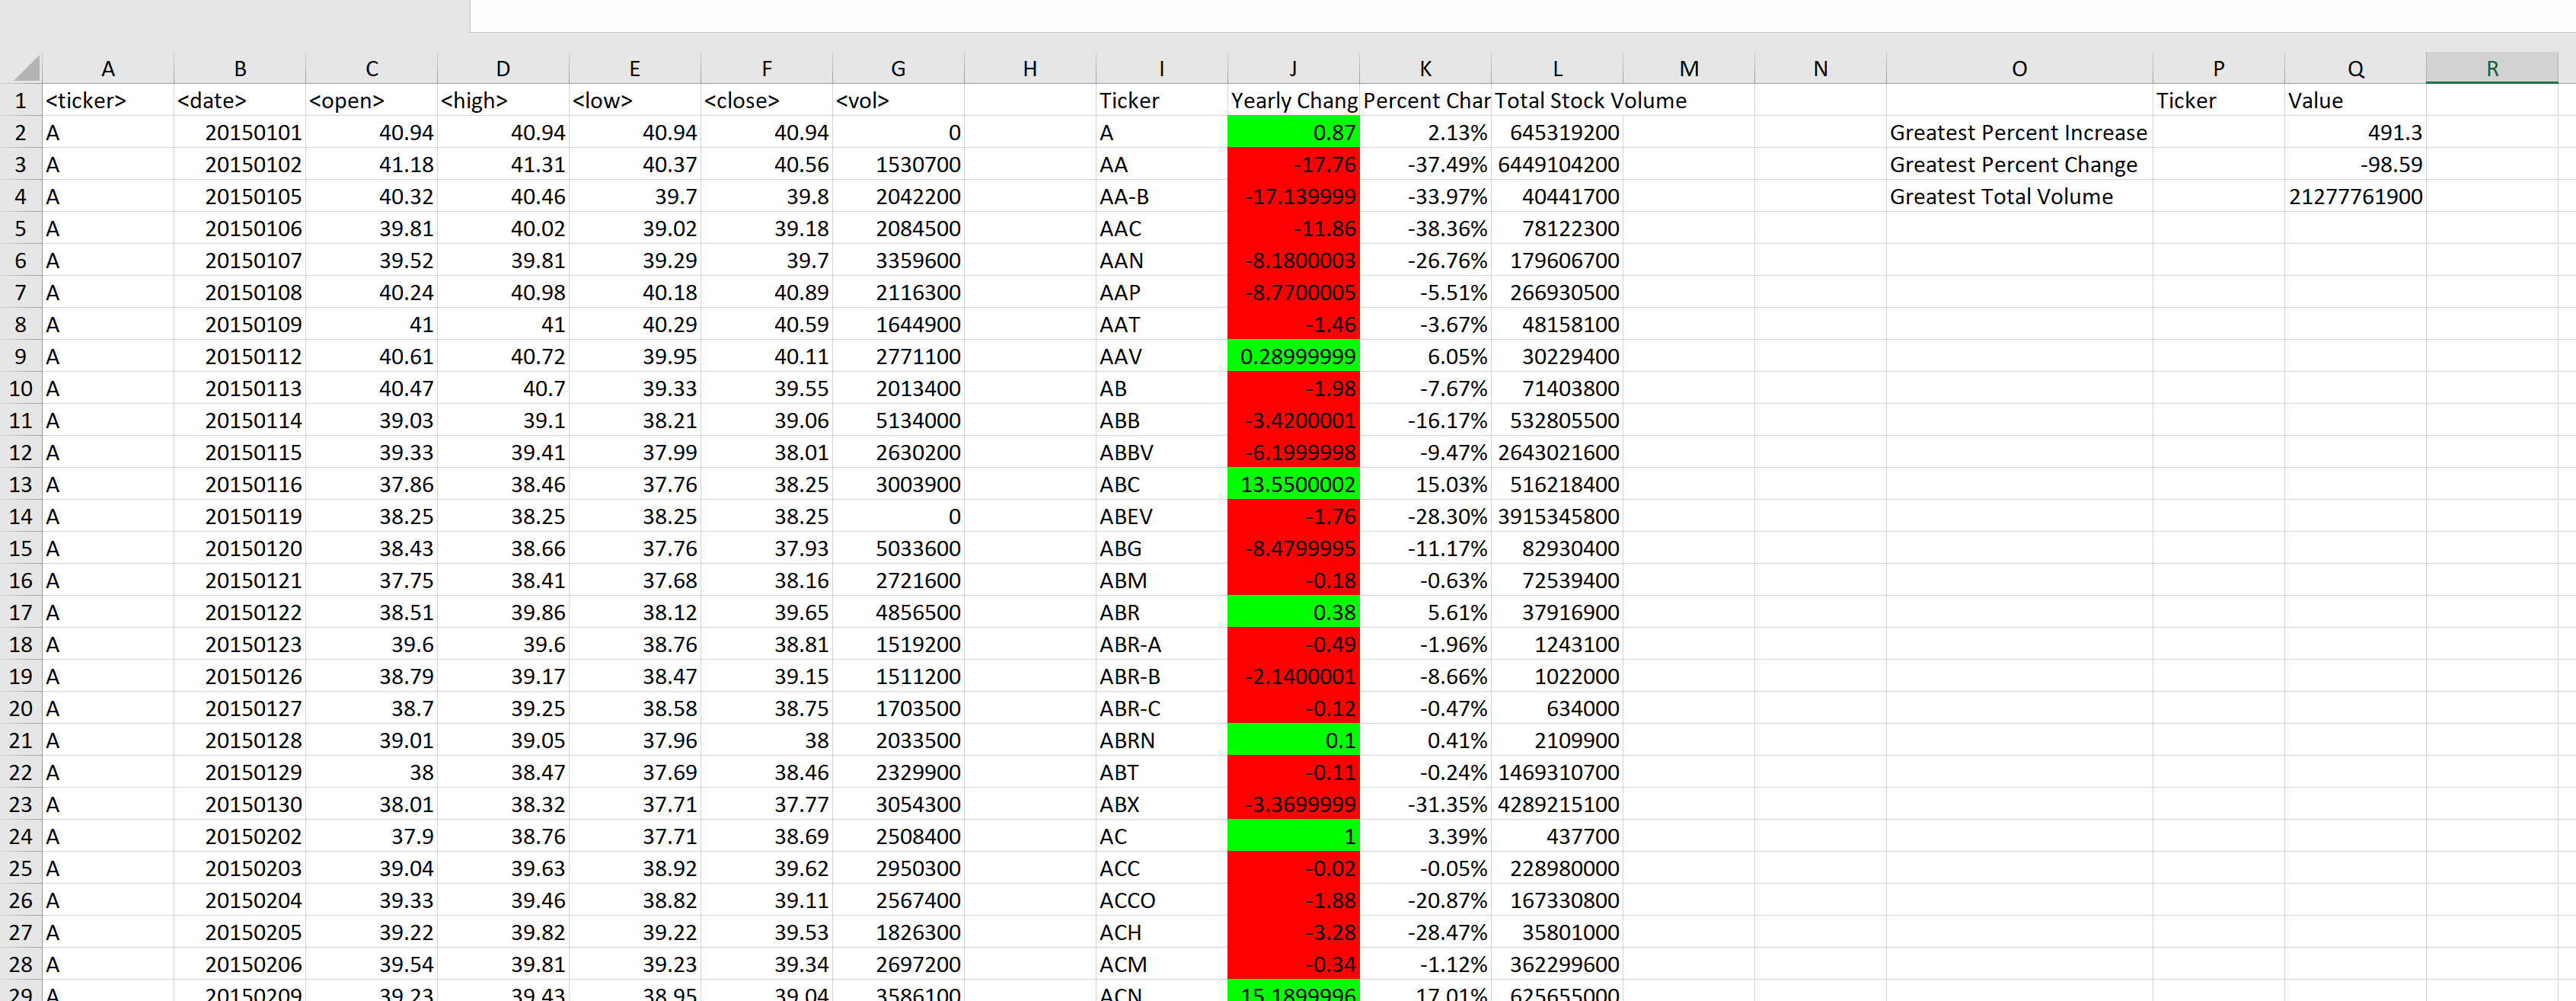 A B C D E F G H I J K L M N O P Q R
1 <ticker> <date> <open> <high> <low> <close> <vol> Ticker Yearly Chang Percent Char Total Stock Volume Ticker Value
2 A 20150101 40.94 40.94 40.94 40.94 0 A 0.87 2.13% 645319200 Greatest Percent Increase 491.3
3 A 20150102 41.18 41.31 40.37 40.56 1530700 AA -17.76 -37.49% 6449104200 Greatest Percent Change -98.59
4 A 20150105 40.32 40.46 39.7 39.8 2042200 AA-B -17.139999 -33.97% 40441700 Greatest Total Volume 21277761900
5 A 20150106 39.81 40.02 39.02 39.18 2084500 AAC -11.86 -38.36% 78122300
6 A 20150107 39.52 39.81 39.29 39.7 3359600 AAN -8.1800003 -26.76% 179606700
7 A 20150108 40.24 40.98 40.18 40.89 2116300 AAP -8.7700005 -5.51% 266930500
8 A 20150109 41 41 40.29 40.59 1644900 AAT -1.46 -3.67% 48158100
9 A 20150112 40.61 40.72 39.95 40.11 2771100 AAV 0.28999999 6.05% 30229400
10 A 20150113 40.47 40.7 39.33 39.55 2013400 AB -1.98 -7.67% 71403800
11 A 20150114 39.03 39.1 38.21 39.06 5134000 ABB -3.4200001 -16.17% 532805500
12 A 20150115 39.33 39.41 37.99 38.01 2630200 ABBV -6.1999998 -9.47% 2643021600
13 A 20150116 37.86 38.46 37.76 38.25 3003900 ABC 13.5500002 15.03% 516218400
14 A 20150119 38.25 38.25 38.25 38.25 0 ABEV -1.76 -28.30% 3915345800
15 A 20150120 38.43 38.66 37.76 37.93 5033600 ABG -8.4799995 -11.17% 82930400
16 A 20150121 37.75 38.41 37.68 38.16 2721600 ABM -0.18 -0.63% 72539400
17 A 20150122 38.51 39.86 38.12 39.65 4856500 ABR 0.38 5.61% 37916900
18 A 20150123 39.6 39.6 38.76 38.81 1519200 ABR-A -0.49 -1.96% 1243100
19 A 20150126 38.79 39.17 38.47 39.15 1511200 ABR-B -2.1400001 -8.66% 1022000
20 A 20150127 38.7 39.25 38.58 38.75 1703500 ABR-C -0.12 -0.47% 634000
21 A 20150128 39.01 39.05 37.96 38 2033500 ABRN 0.1 0.41% 2109900
22 A 20150129 38 38.47 37.69 38.46 2329900 ABT -0.11 -0.24% 1469310700
23 A 20150130 38.01 38.32 37.71 37.77 3054300 ABX -3.3699999 -31.35% 4289215100
24 A 20150202 37.9 38.76 37.71 38.69 2508400 AC 1 3.39% 437700
25 A 20150203 39.04 39.63 38.92 39.62 2950300 ACC -0.02 -0.05% 228980000
26 A 20150204 39.33 39.46 38.82 39.11 2567400 ACCO -1.88 -20.87% 167330800
27 A 20150205 39.22 39.82 39.22 39.53 1826300 ACH -3.28 -28.47% 35801000
28 A 20150206 39.54 39.81 39.23 39.34 2697200 ACM -0.34 -1.12% 362299600
29 A 20150209 39.23 39.43 38.95 39.04 3586100 ACN 15.1899996 17.01% 625655000